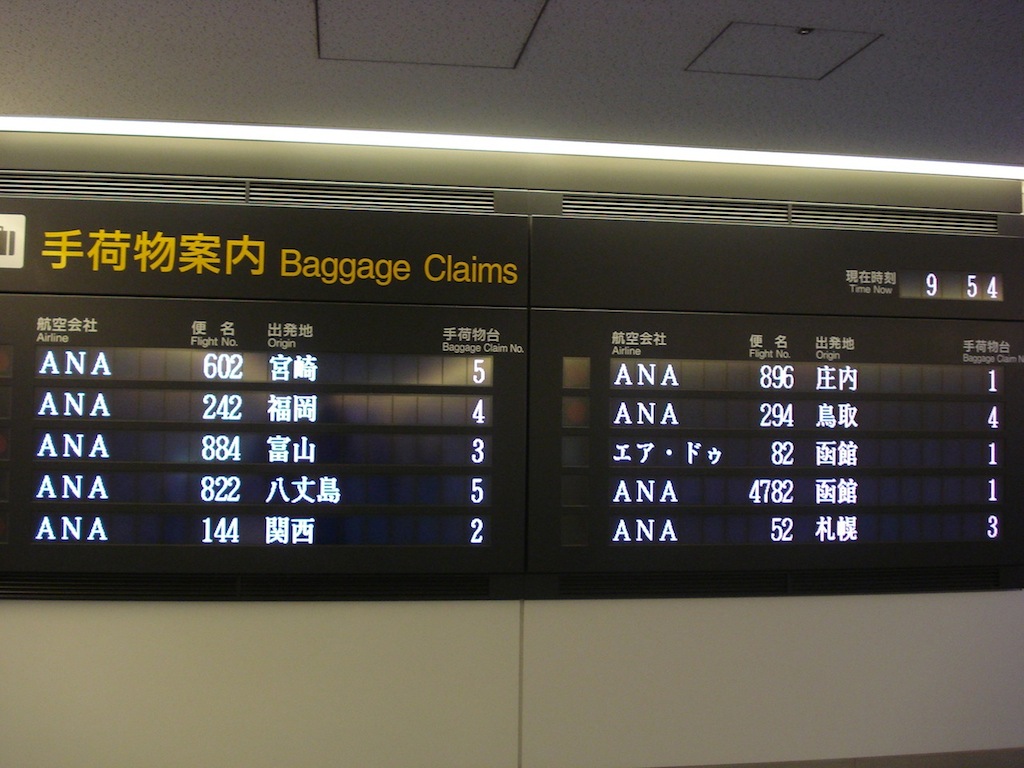 手荷物案内 Baggage Claims
現在時刻 9 54
Time Now
航空会社 便名 出発地 手荷物台
Airline Flight No. Origin Baggage Claim No.
ANA 602 宮崎 5
ANA 242 福岡 4
ANA 884 富山 3
ANA 822 八丈島 5
ANA 144 関西 2
航空会社 便名 出発地 手荷物台
Airline Flight No. Origin Baggage Claim N
ANA 896 庄内 1
ANA 294 鳥取 4
エア・ドゥ 82 函館 1
ANA 4782 函館 1
ANA 52 札幌 3